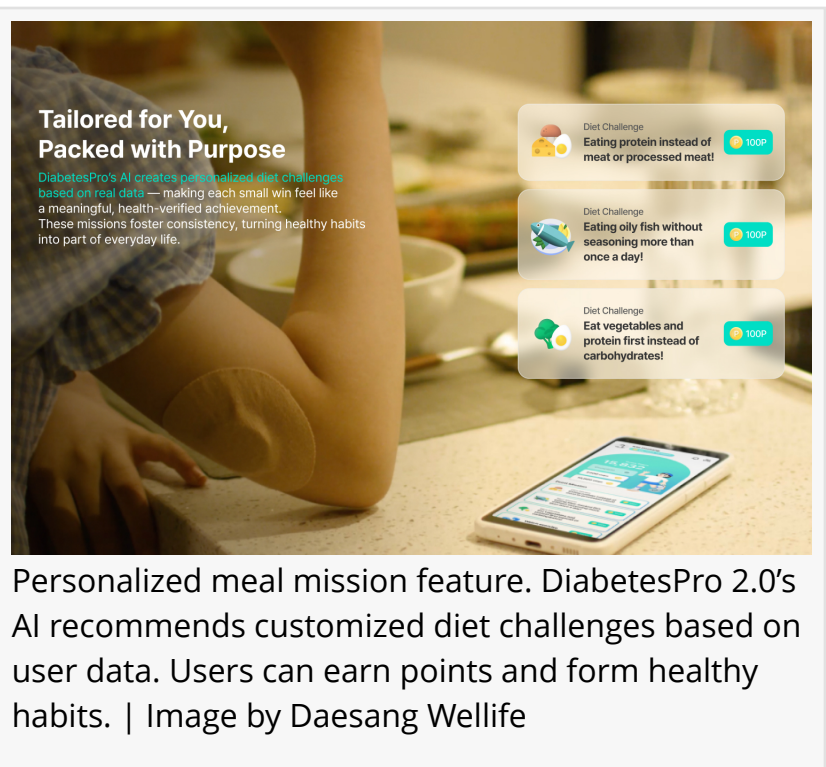 Tailored for You,
Packed with Purpose
DiabetesPro's AI creates personalized diet challenges
based on real data — making each small win feel like
a meaningful, health-verified achievement.
These missions foster consistency, turning healthy habits
into part of everyday life.
Diet Challenge
Eating protein instead of
meat or processed meat!
P 100P
Diet Challenge
Eating oily fish without
seasoning more than
once a day!
P 100P
Diet Challenge
Eat vegetables and
protein first instead of
carbohydrates!
P 100P
Personalized meal mission feature. DiabetesPro 2.0's
AI recommends customized diet challenges based on
user data. Users can earn points and form healthy
habits. | Image by Daesang Wellife